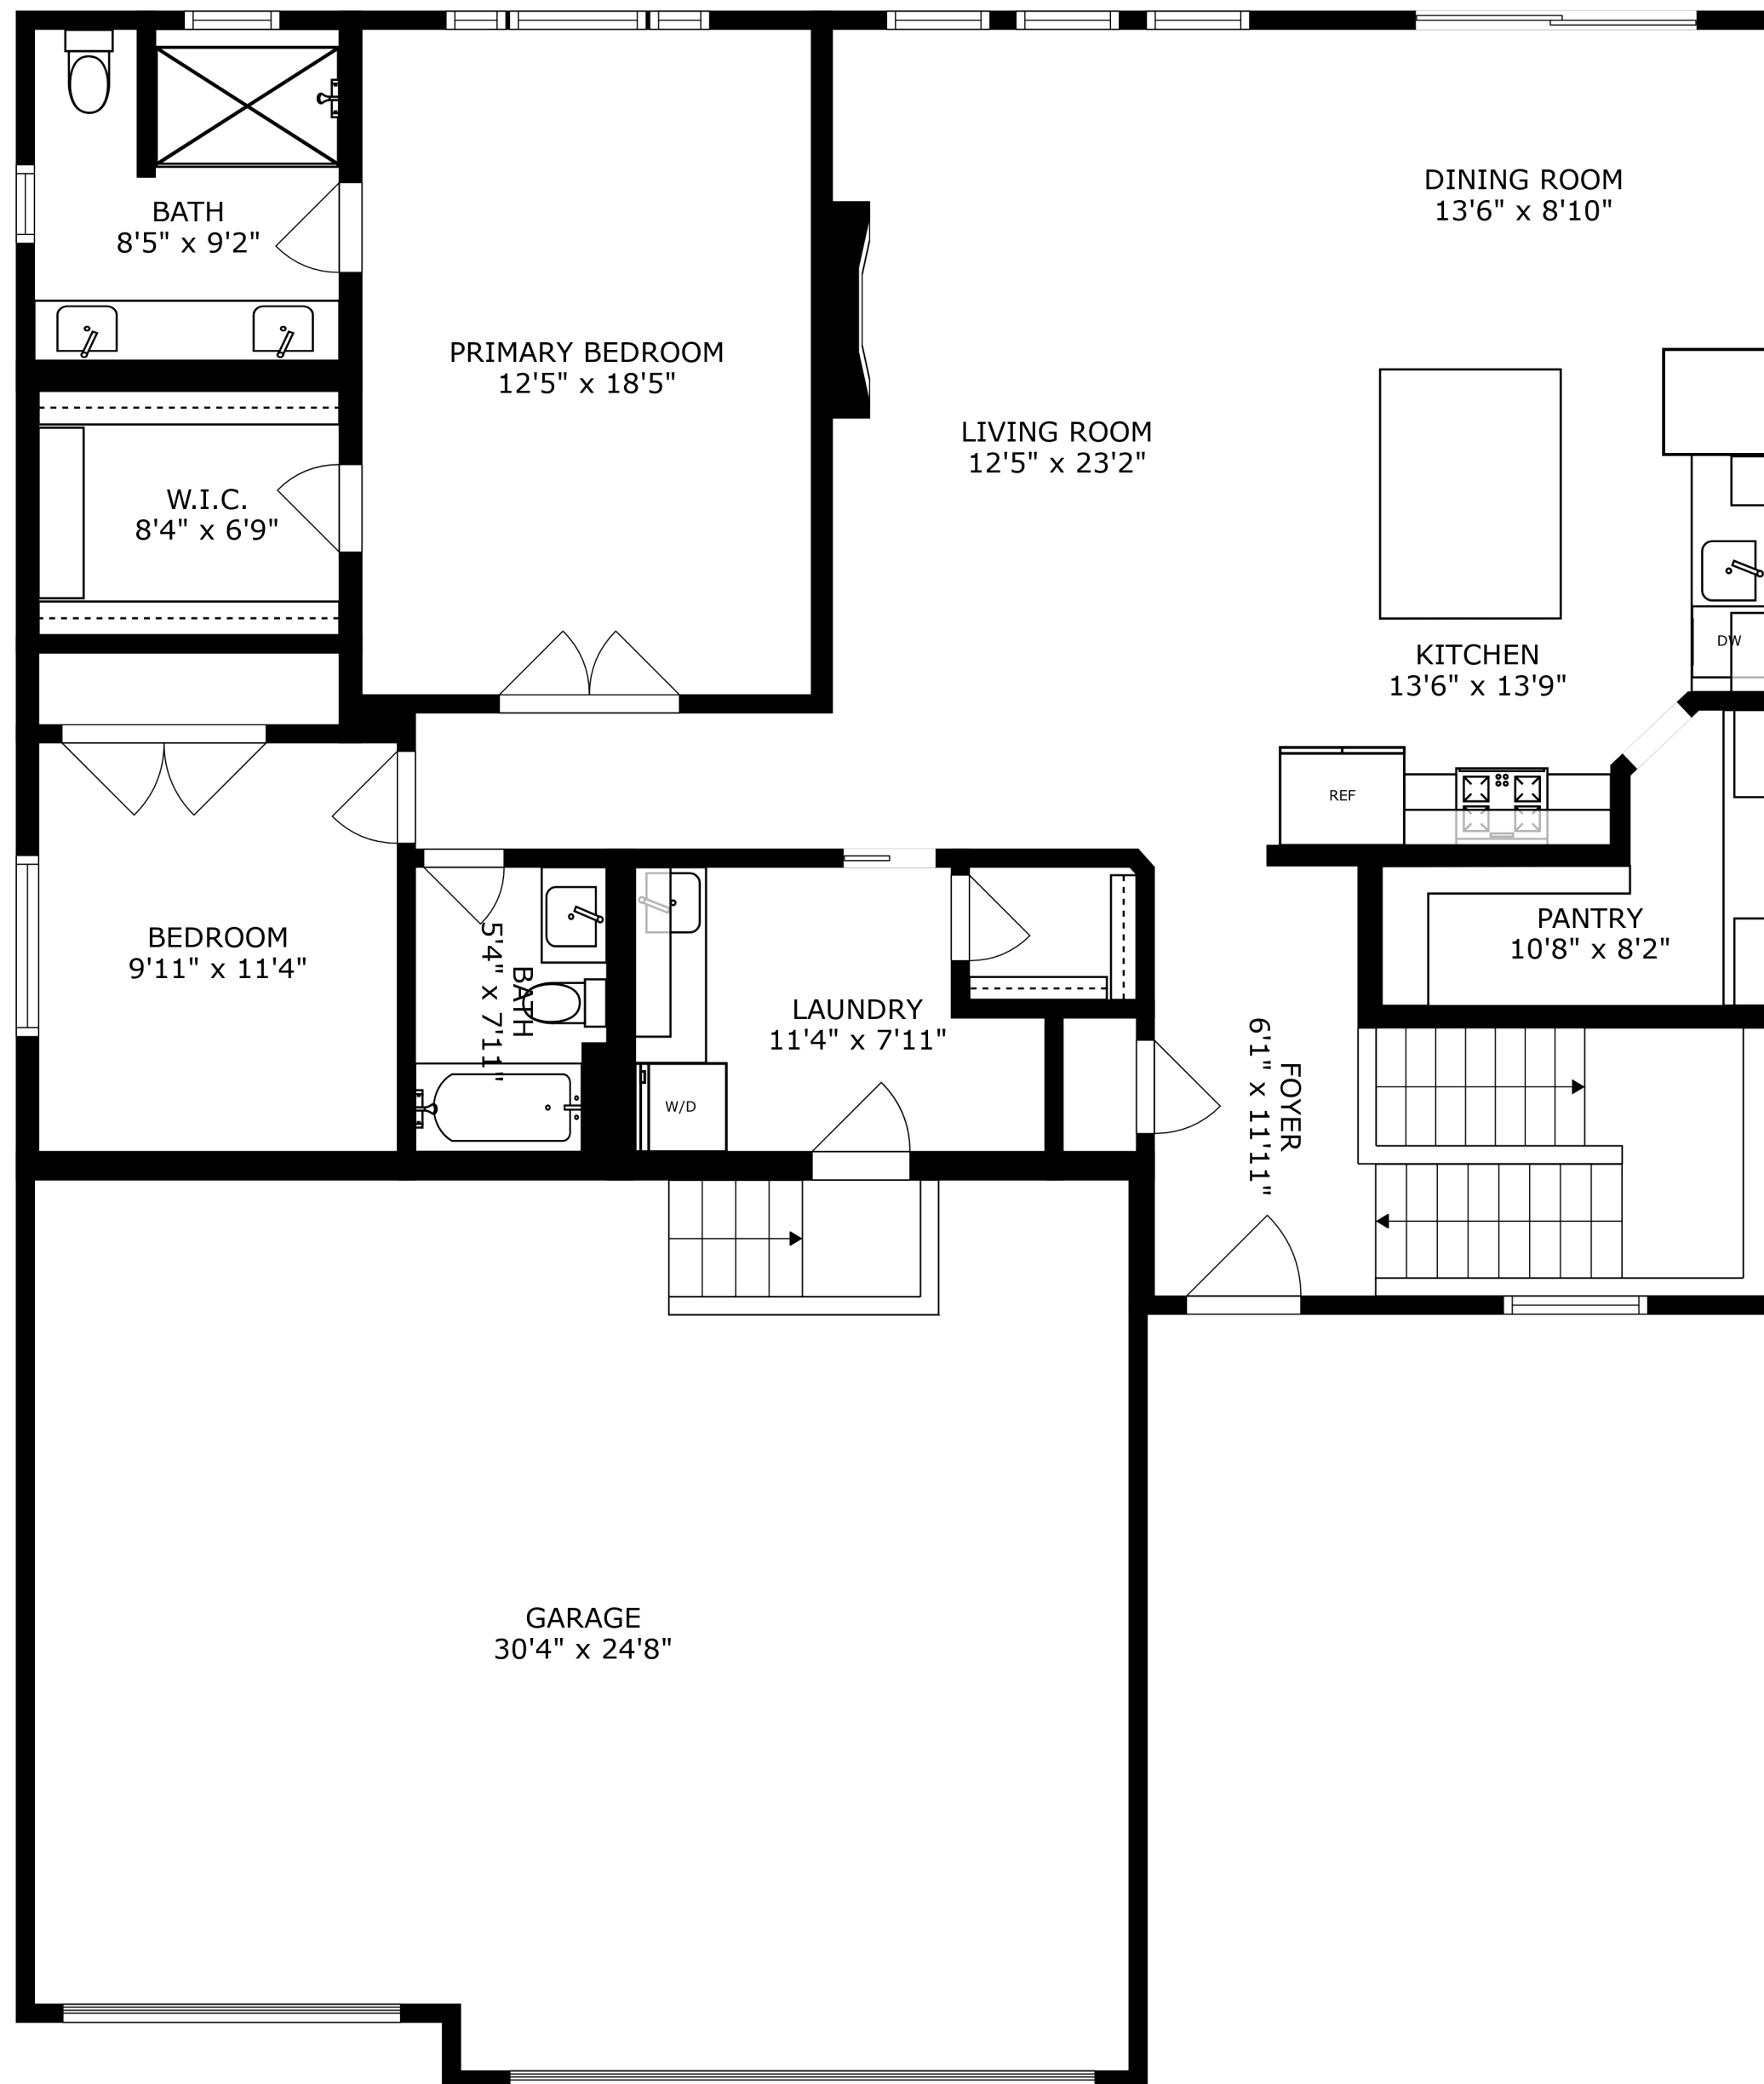 DINING ROOM
13'6" x 8'10"
BATH
8'5" x 9'2"
PRIMARY BEDROOM
12'5" x 18'5"
LIVING ROOM
12'5" x 23'2"
W.I.C.
8'4" x 6'9"
DW
KITCHEN
13'6" x 13'9"
REF
PANTRY
10'8" x 8'2"
BEDROOM
9'11" x 11'4"
BATH
5'4" x 7'11"
LAUNDRY
11'4" x 7'11"
W/D
FOYER
6'1" x 11'11"
GARAGE
30'4" x 24'8"